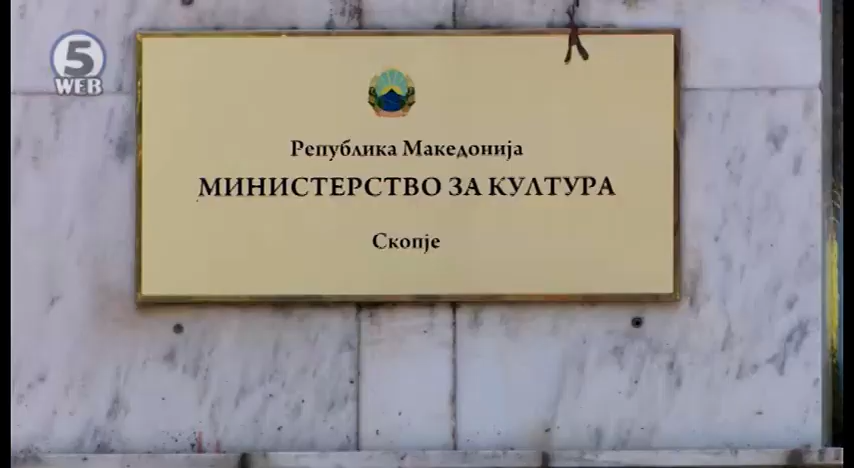 5
WEB
Република Македонија
МИНИСТЕРСТВО ЗА КУЛТУРА
Скопје